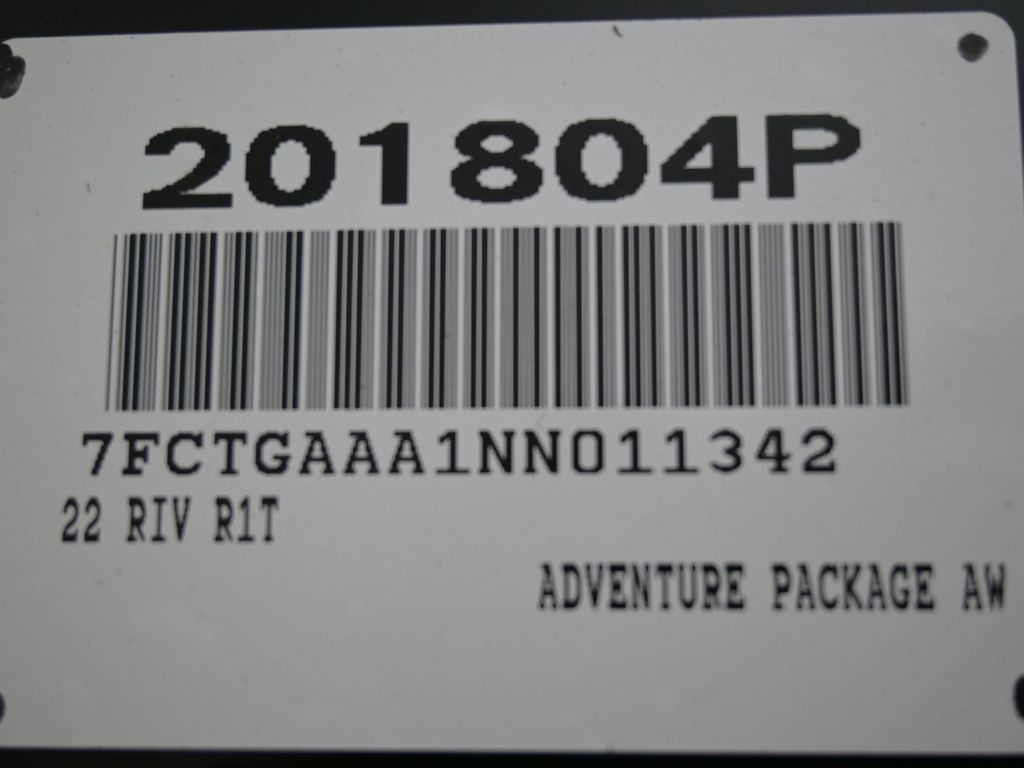 201804P
7FCTGAAA1NN011342
22 RIV R1T
ADVENTURE PACKAGE AW